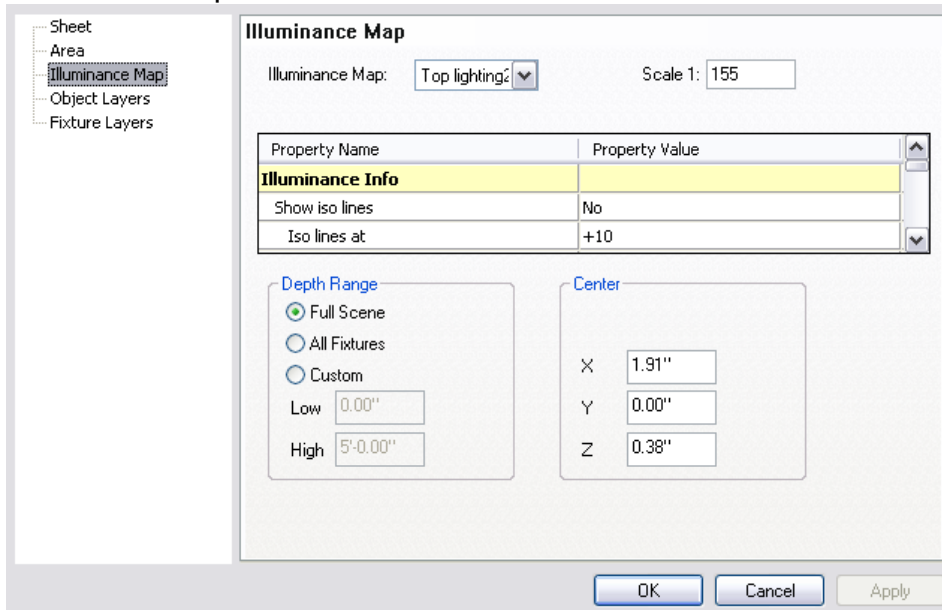 Sheet
Area
Illuminance Map
Object Layers
Fixture Layers
Illuminance Map
Illuminance Map: Top lighting2 Scale 1: 155
Property Name Property Value
Illuminance Info
Show iso lines No
Iso lines at +10
Depth Range
Full Scene
All Fixtures
Custom
Low 0.00"
High 5'-0.00"
Center
X 1.91"
Y 0.00"
Z 0.38"
OK Cancel Apply